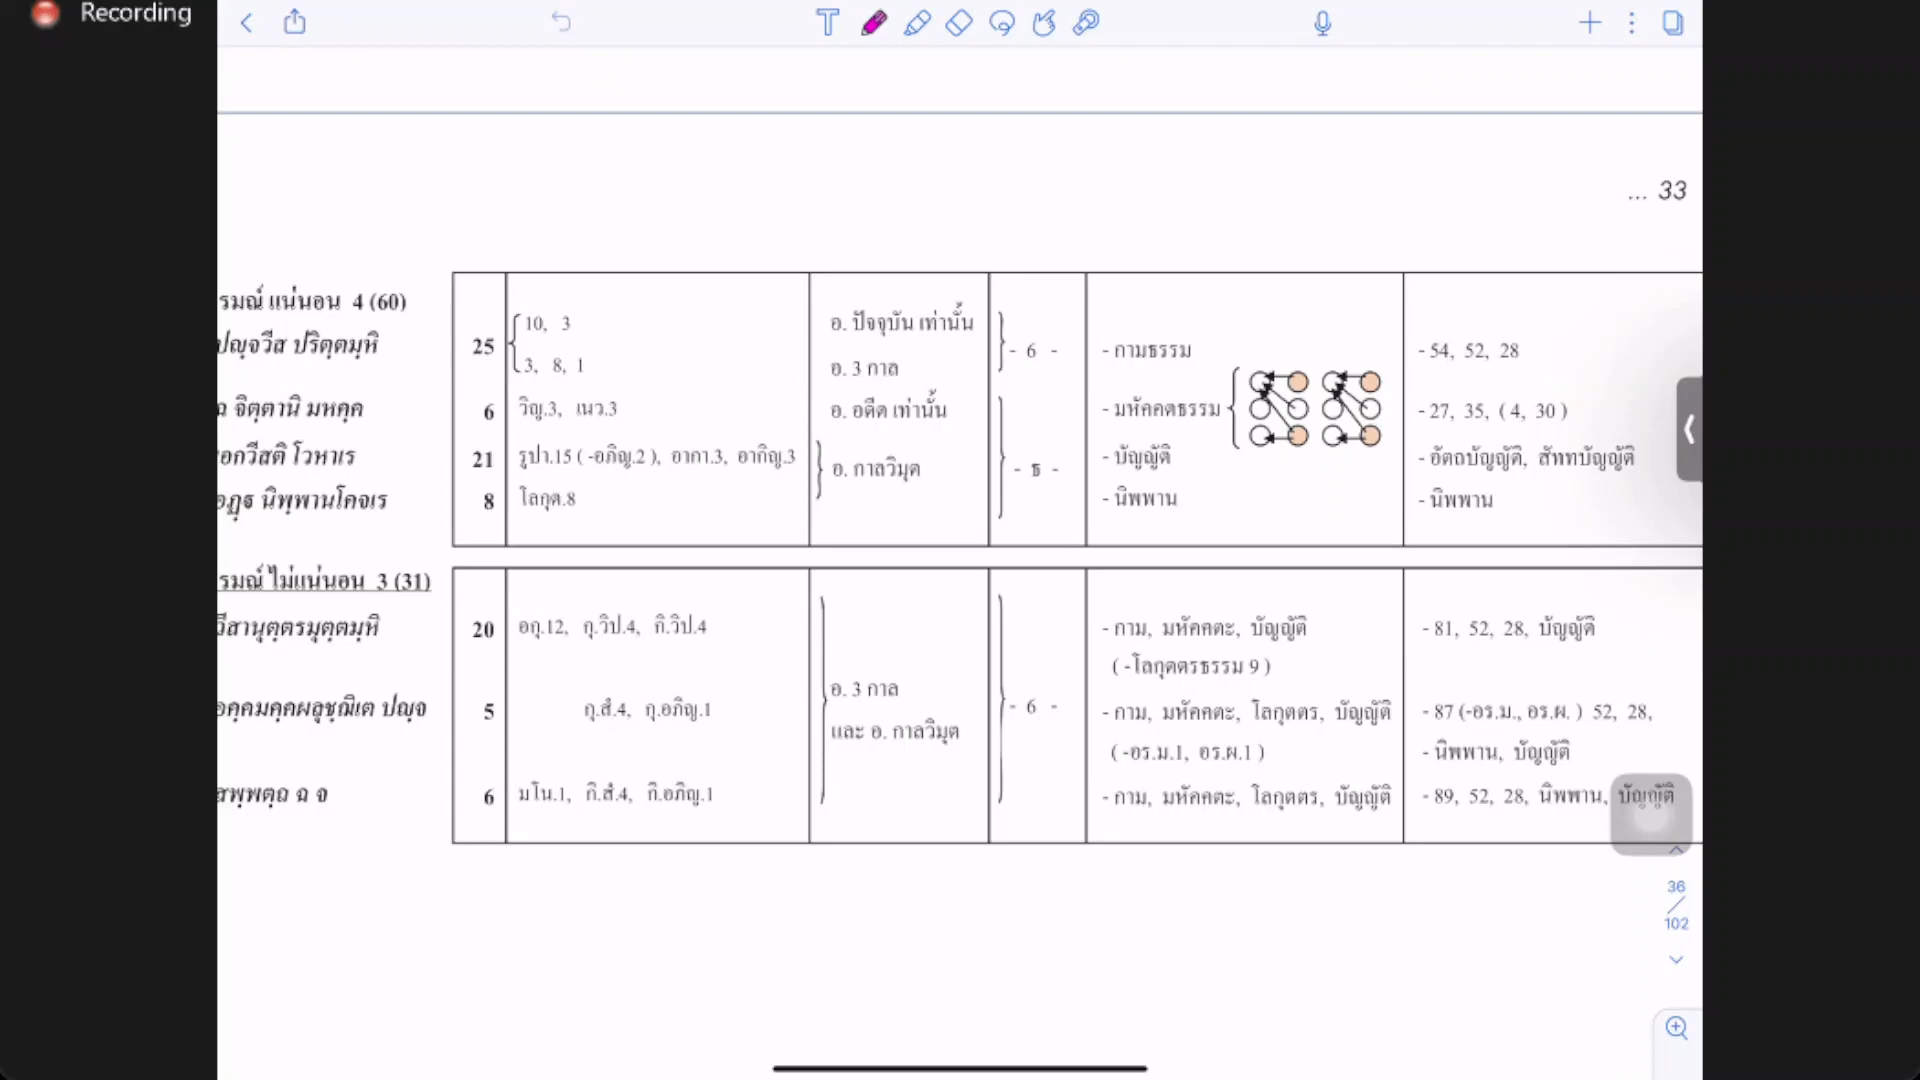 Recording
... 33
รมณ์ แน่นอน 4 (60)
ปญฺจวีส ปริตฺตมฺหิ
25
10, 3
3, 8, 1
อ. ปัจจุบัน เท่านั้น
อ. 3 กาล
- 6 -
- กามธรรม
- 54, 52, 28
ฉ จิตฺตานิ มหคฺค
6
วิญ.3, เนว.3
อ. อดีต เท่านั้น
- มหัคคตธรรม
- 27, 35, ( 4, 30 )
เอกวีสติ โวหาเร
21
รูปา.15 ( -อภิญ.2 ), อากา.3, อากิญ.3
อ. กาลวิมุต
- ธ -
- บัญญัติ
- อัตถบัญญัติ, สัททบัญญัติ
อฏฺฐ นิพฺพานโคจเร
8
โลกุต.8
- นิพพาน
- นิพพาน
รมณ์ ไม่แน่นอน 3 (31)
วีสานุตฺตรมุตฺตมฺหิ
20
อกุ.12, กุ.วิป.4, กิ.วิป.4
- กาม, มหัคคตะ, บัญญัติ
- 81, 52, 28, บัญญัติ
( -โลกุตตรธรรม 9 )
อคฺคมคฺคผลุชฺฌิเต ปญฺจ
5
กุ.สํ.4, กุ.อภิญ.1
อ. 3 กาล
และ อ. กาลวิมุต
- 6 -
- กาม, มหัคคตะ, โลกุตตร, บัญญัติ
- 87 (-อร.ม., อร.ผ. ) 52, 28,
( -อร.ม.1, อร.ผ.1 )
- นิพพาน, บัญญัติ
สพฺพตฺถ ฉ จ
6
มโน.1, กิ.สํ.4, กิ.อภิญ.1
- กาม, มหัคคตะ, โลกุตตร, บัญญัติ
- 89, 52, 28, นิพพาน, บัญญัติ
36
102